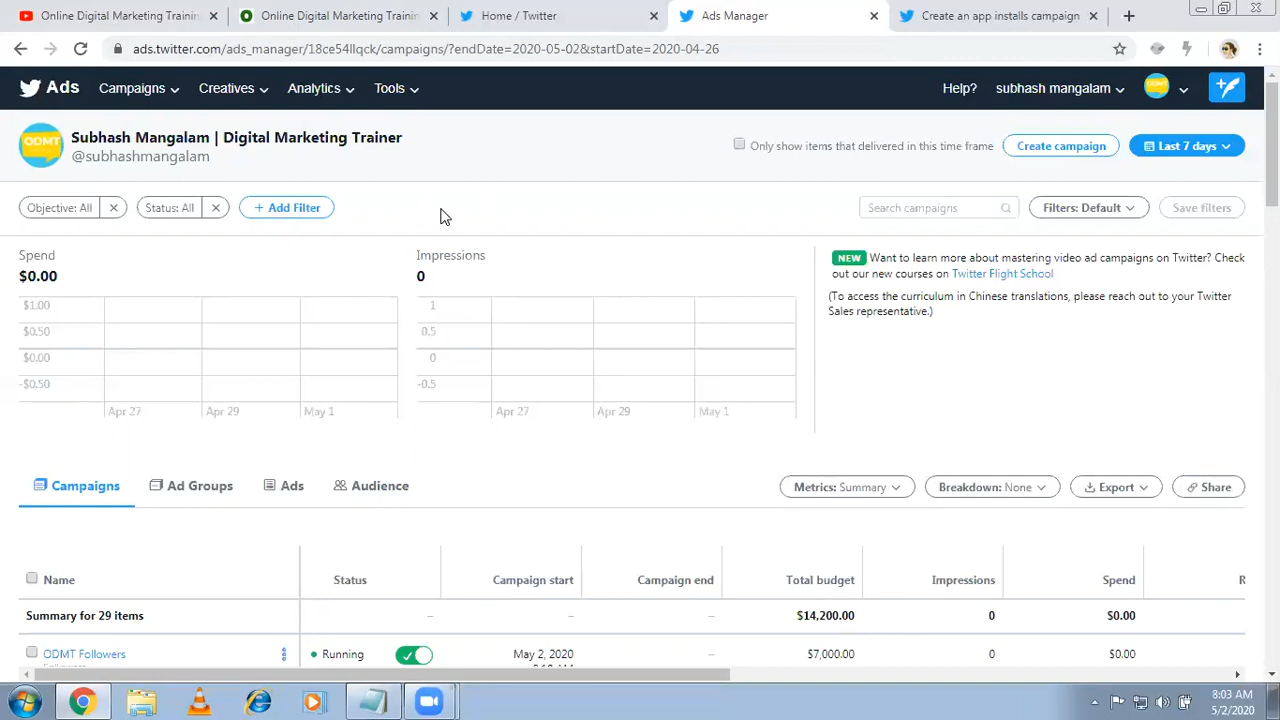 Online Digital Marketing Trainin
Online Digital Marketing Trainin
Home / Twitter
Ads Manager
Create an app installs campaign
ads.twitter.com/ads_manager/18ce54llqck/campaigns/?endDate=2020-05-02&startDate=2020-04-26
Ads
Campaigns
Creatives
Analytics
Tools
Help?
subhash mangalam
ODMT
Subhash Mangalam | Digital Marketing Trainer
@subhashmangalam
Only show items that delivered in this time frame
Create campaign
Last 7 days
Objective: All
Status: All
+ Add Filter
Search campaigns
Filters: Default
Save filters
Spend
$0.00
$1.00
$0.50
$0.00
-$0.50
Apr 27
Apr 29
May 1
Impressions
0
1
0.5
0
-0.5
Apr 27
Apr 29
May 1
NEW Want to learn more about mastering video ad campaigns on Twitter? Check
out our new courses on Twitter Flight School
(To access the curriculum in Chinese translations, please reach out to your Twitter
Sales representative.)
Campaigns
Ad Groups
Ads
Audience
Metrics: Summary
Breakdown: None
Export
Share
Name
Status
Campaign start
Campaign end
Total budget
Impressions
Spend
R
Summary for 29 items
–
–
–
$14,200.00
0
$0.00
ODMT Followers
Running
May 2, 2020
–
$7,000.00
0
$0.00
8:03 AM
5/2/2020